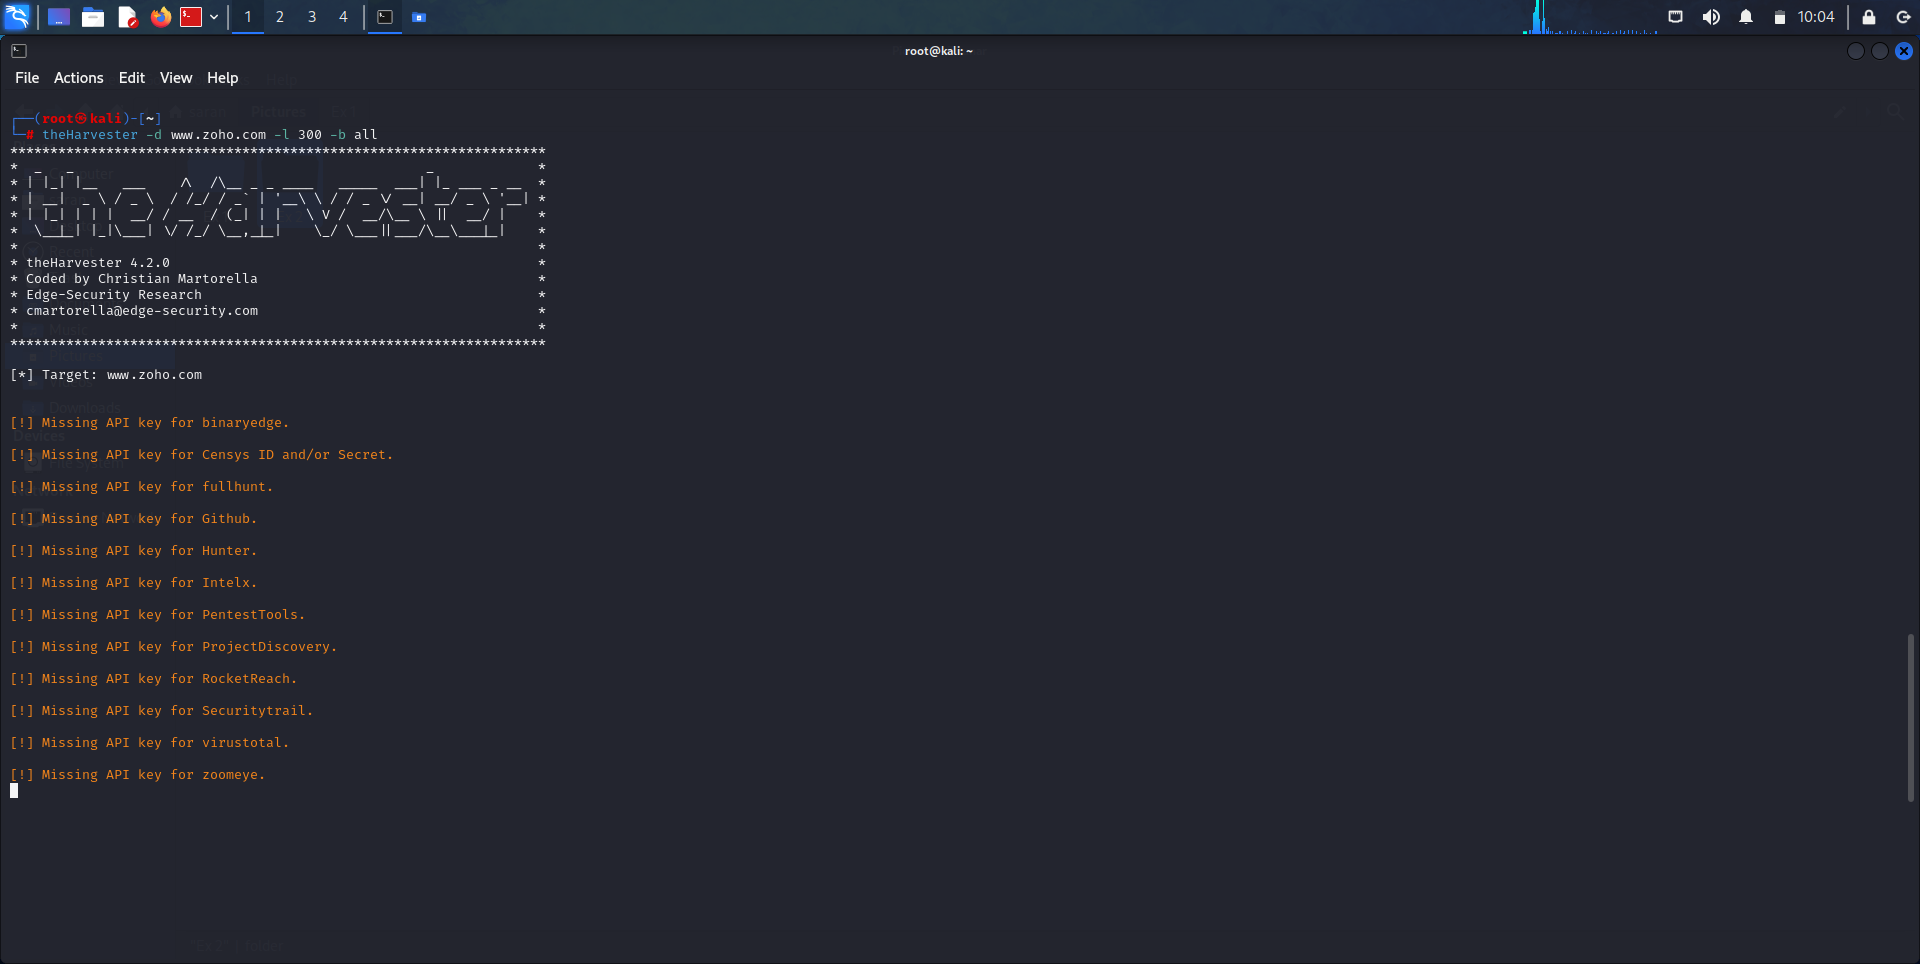 1 2 3 4 10:04
root@kali: ~
File Actions Edit View Help
┌──(root㉿kali)-[~]
└─# theHarvester -d www.zoho.com -l 300 -b all
*******************************************************************
* theHarvester 4.2.0 *
* Coded by Christian Martorella *
* Edge-Security Research *
* cmartorella@edge-security.com *
* *
*******************************************************************
[*] Target: www.zoho.com
[!] Missing API key for binaryedge.
[!] Missing API key for Censys ID and/or Secret.
[!] Missing API key for fullhunt.
[!] Missing API key for Github.
[!] Missing API key for Hunter.
[!] Missing API key for Intelx.
[!] Missing API key for PentestTools.
[!] Missing API key for ProjectDiscovery.
[!] Missing API key for RocketReach.
[!] Missing API key for Securitytrail.
[!] Missing API key for virustotal.
[!] Missing API key for zoomeye.